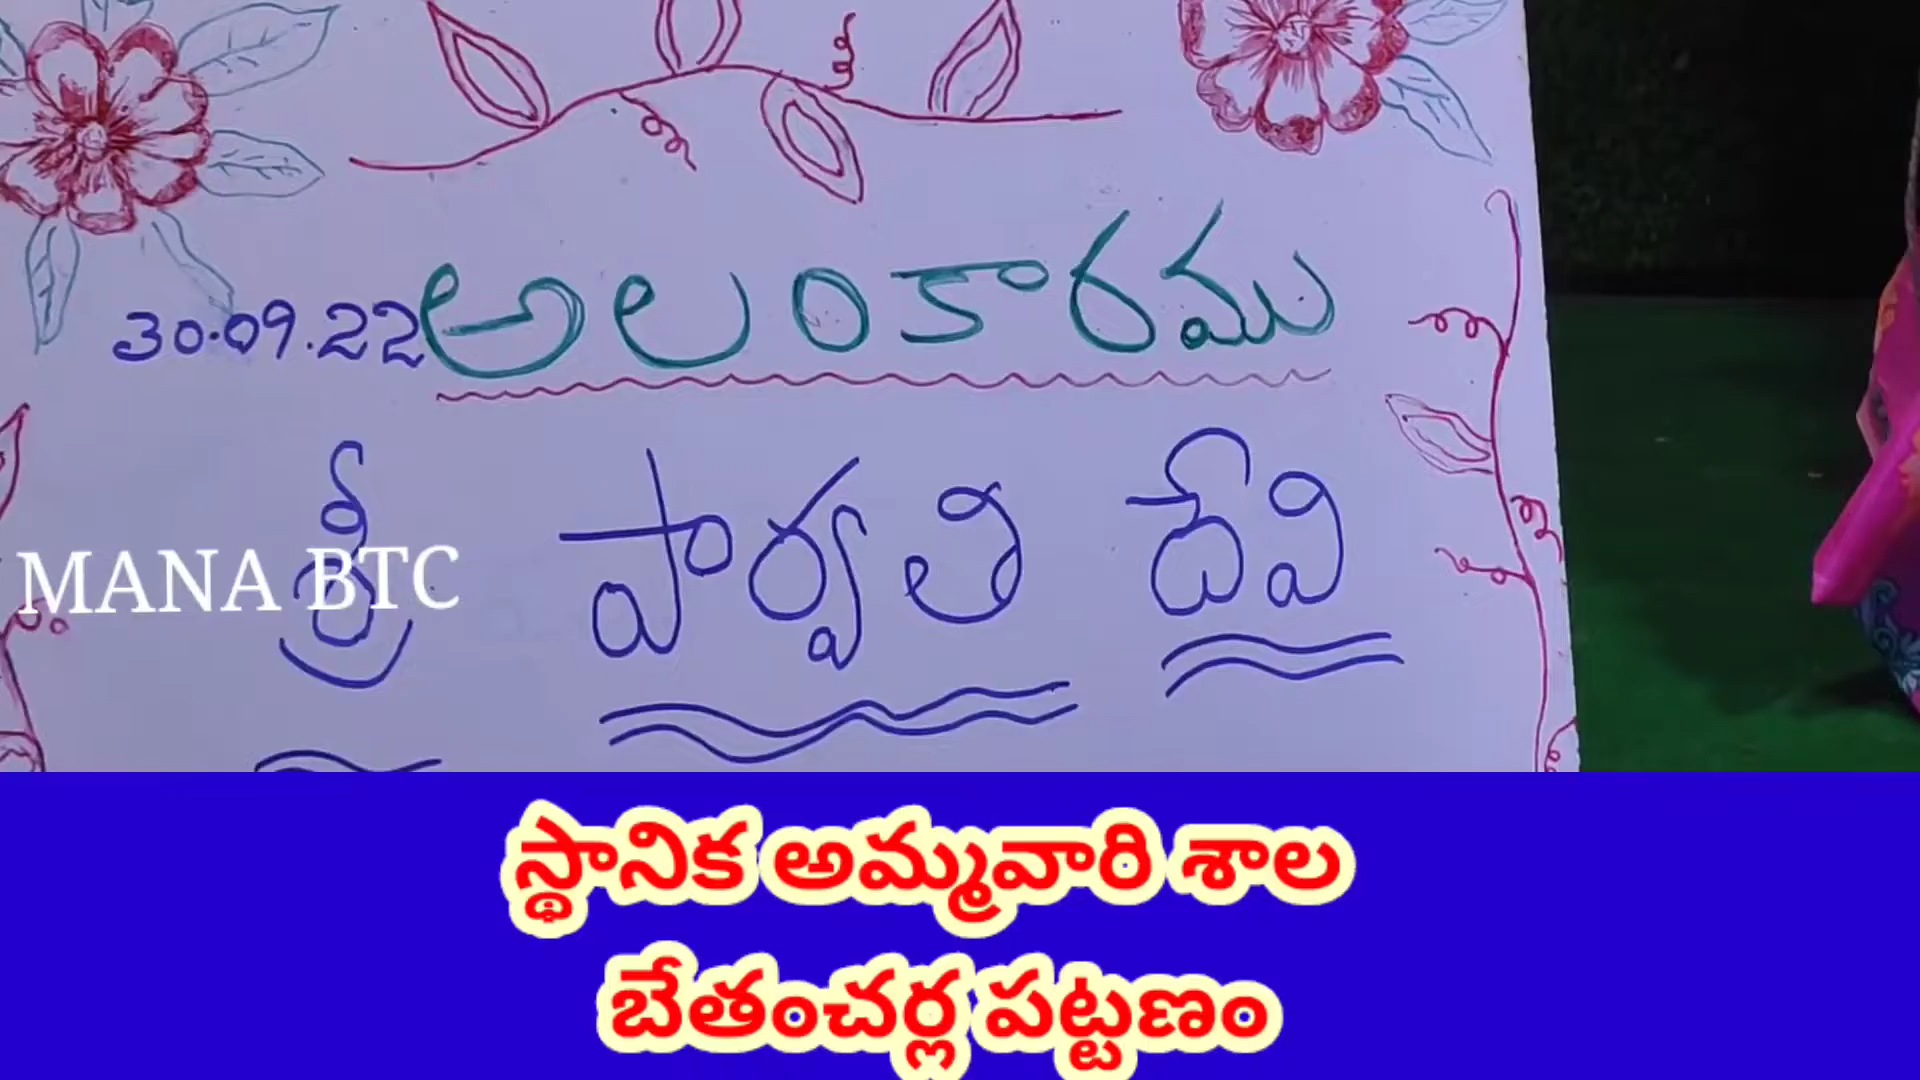 30.09.22 అలంకారము
శ్రీ పార్వతి దేవి
MANA BTC
స్థానిక అమ్మవారి శాల
బేతంచర్ల పట్టణం